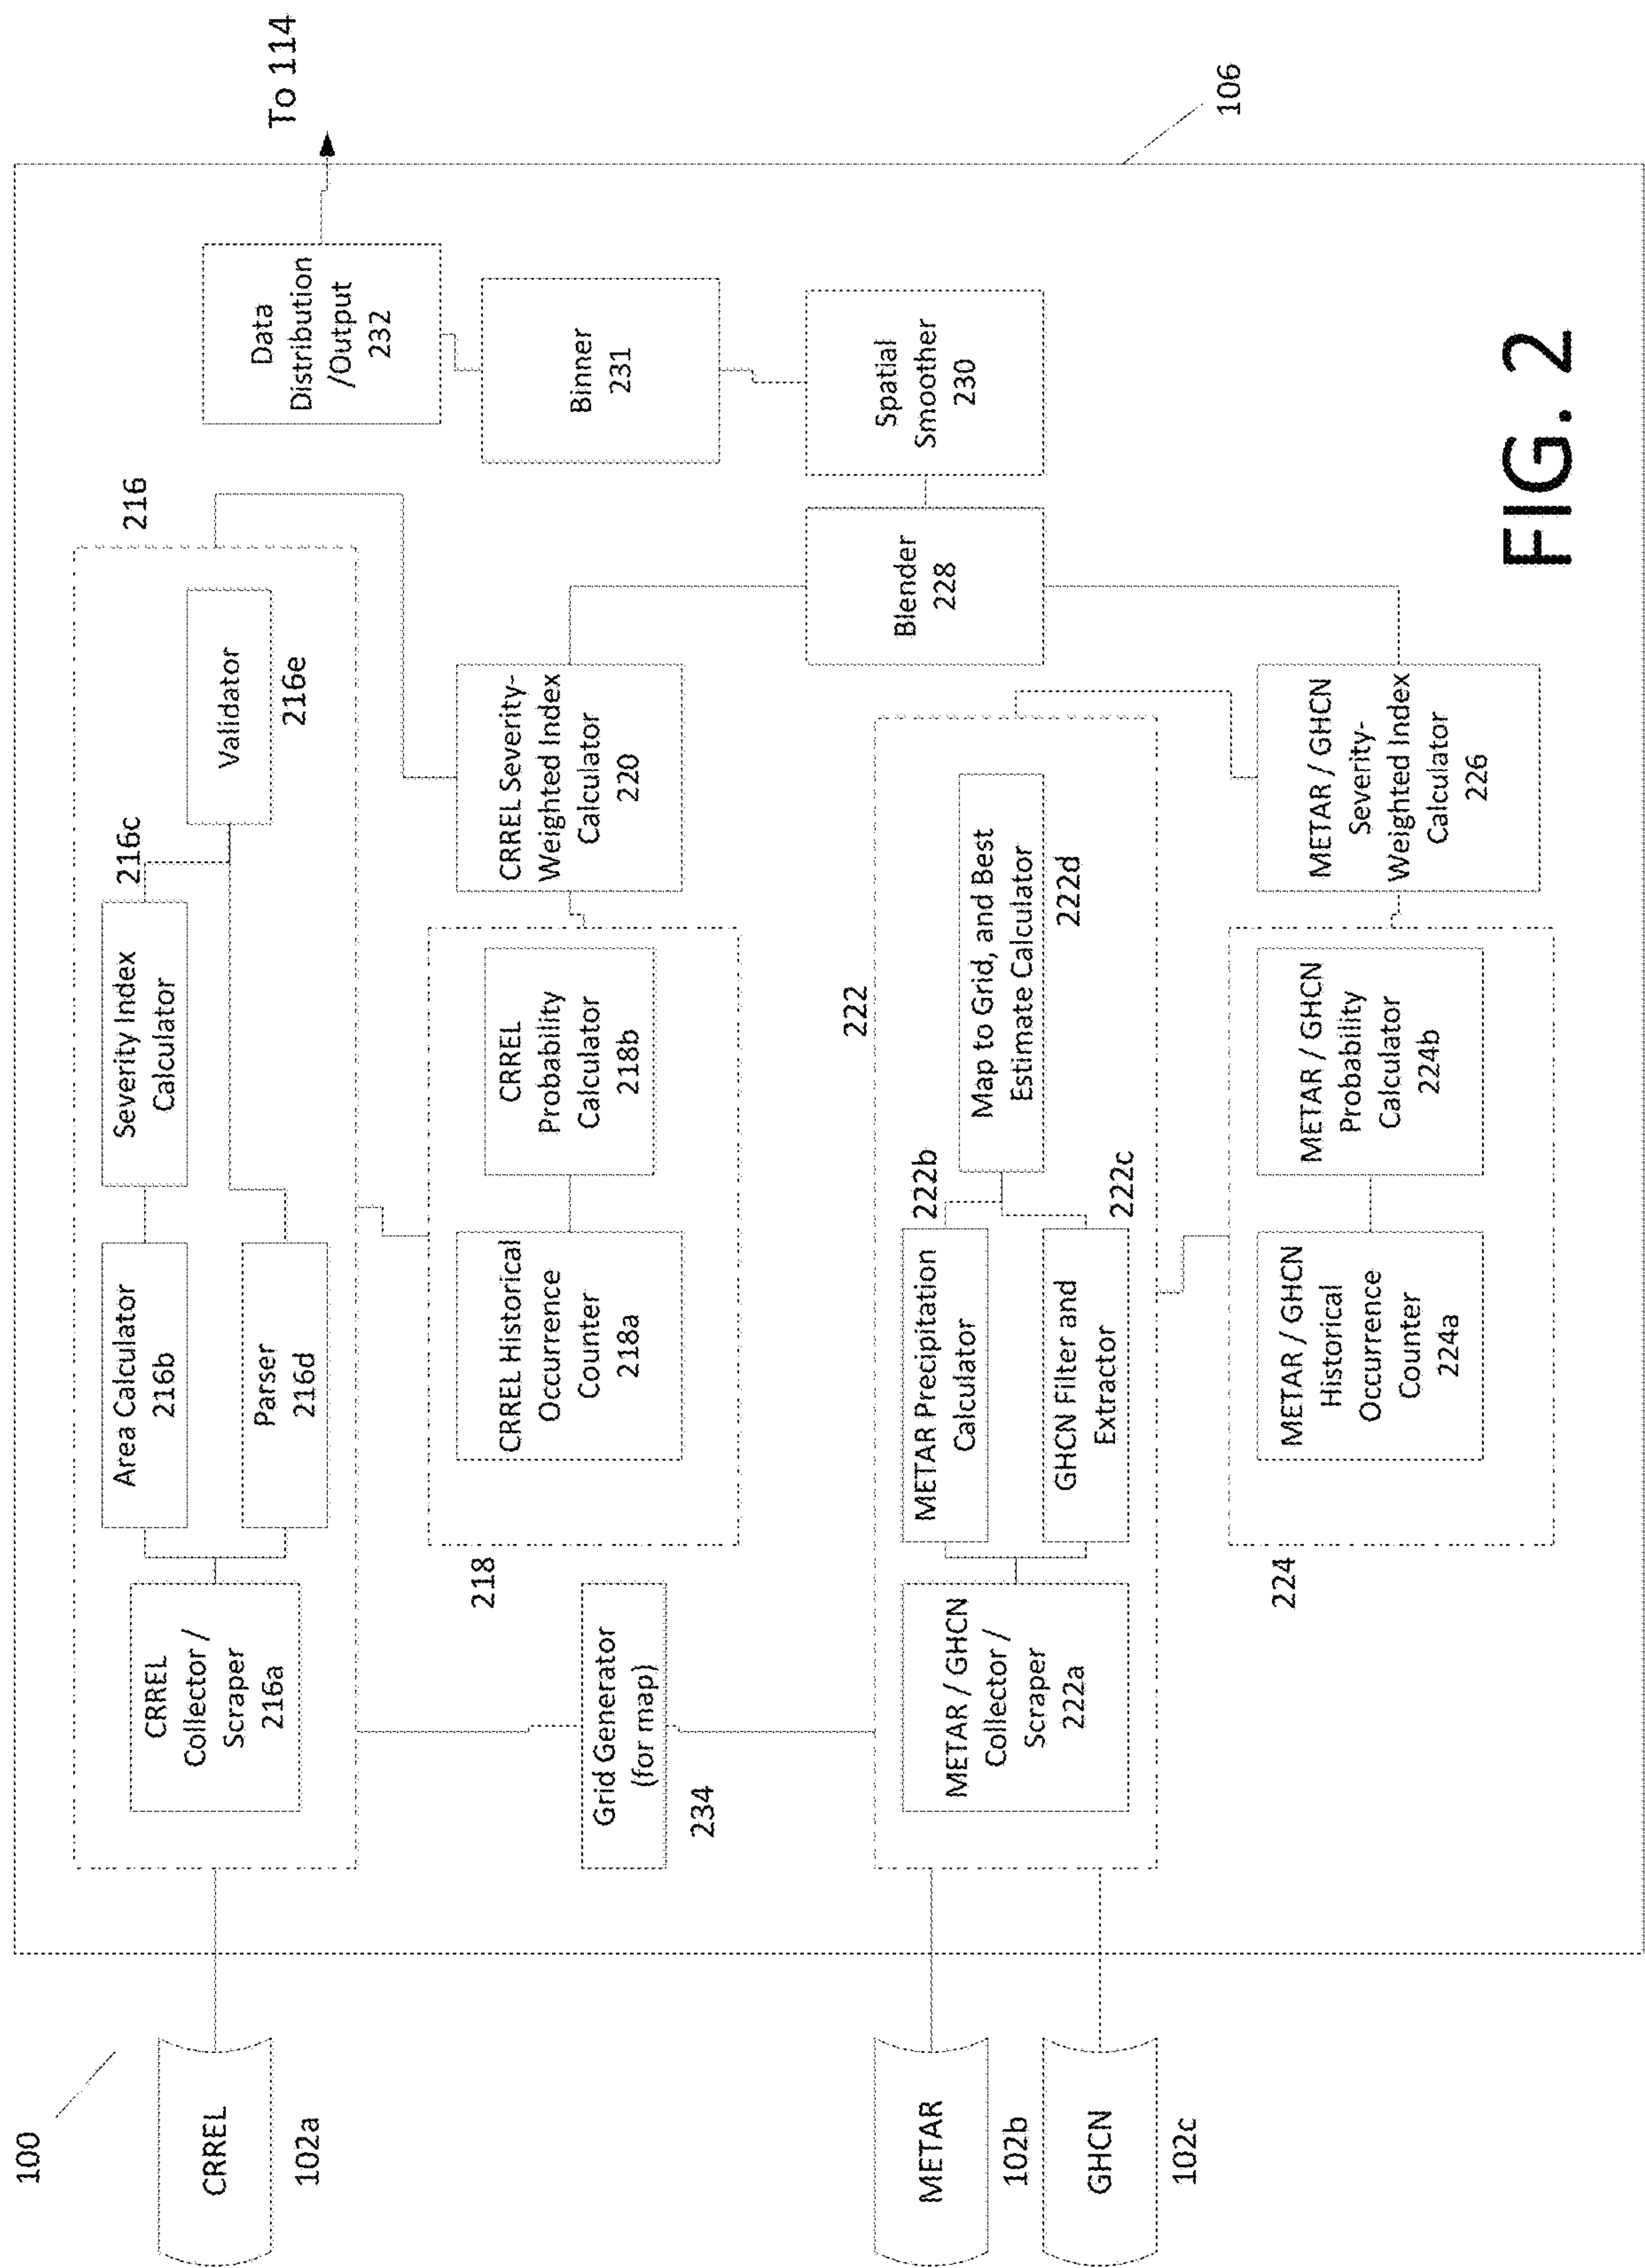 100
CRREL
102a
METAR
102b
GHCN
102c
216
CRREL
Collector /
Scraper
216a
Area Calculator
216b
Parser
216d
Severity Index
Calculator
216c
Validator
216e
218
CRREL Historical
Occurrence
Counter
218a
CRREL
Probability
Calculator
218b
CRREL Severity-
Weighted Index
Calculator
220
Grid Generator
(for map)
234
222
METAR / GHCN
Collector /
Scraper
222a
METAR Precipitation
Calculator
222b
GHCN Filter and
Extractor
222c
Map to Grid, and Best
Estimate Calculator
222d
224
METAR / GHCN
Historical
Occurrence
Counter
224a
METAR / GHCN
Probability
Calculator
224b
METAR / GHCN
Severity-
Weighted Index
Calculator
226
Blender
228
Spatial
Smoother
230
Binner
231
Data
Distribution
/Output
232
To 114
106
FIG. 2